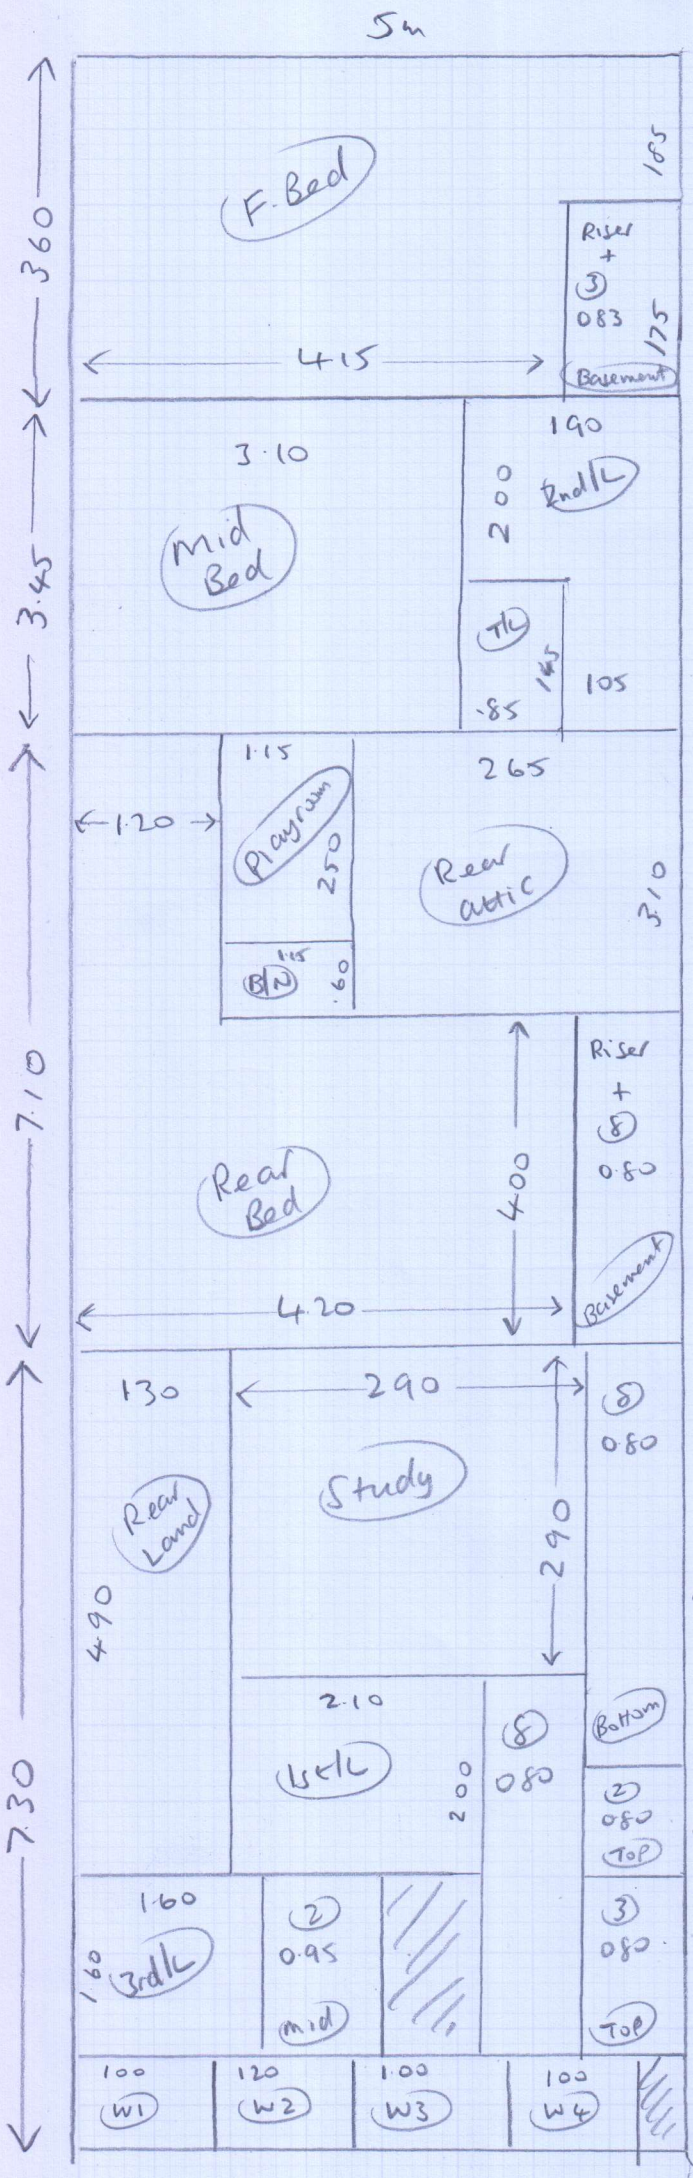 5m
185
F. Bed
Riser
+
3
083
175
Basement
360
415
190
3.10
200
2nd/L
Mid
Bed
3.45
T/L
145
.85
105
1.15
265
1.20
Playroom
250
Rear
attic
3.10
B/N
1.15
.60
7.10
Riser
8 +
0.80
400
Rear
Bed
Basement
4.20
130
290
8
0.80
Study
Rear
Land
290
490
2.10
8
080
Bottom
1st/L
200
2
080
Top
7.30
1.60
1.60
3rd/L
2
0.95
Mid
3
080
Top
100
W1
120
W2
1.00
W3
100
W4